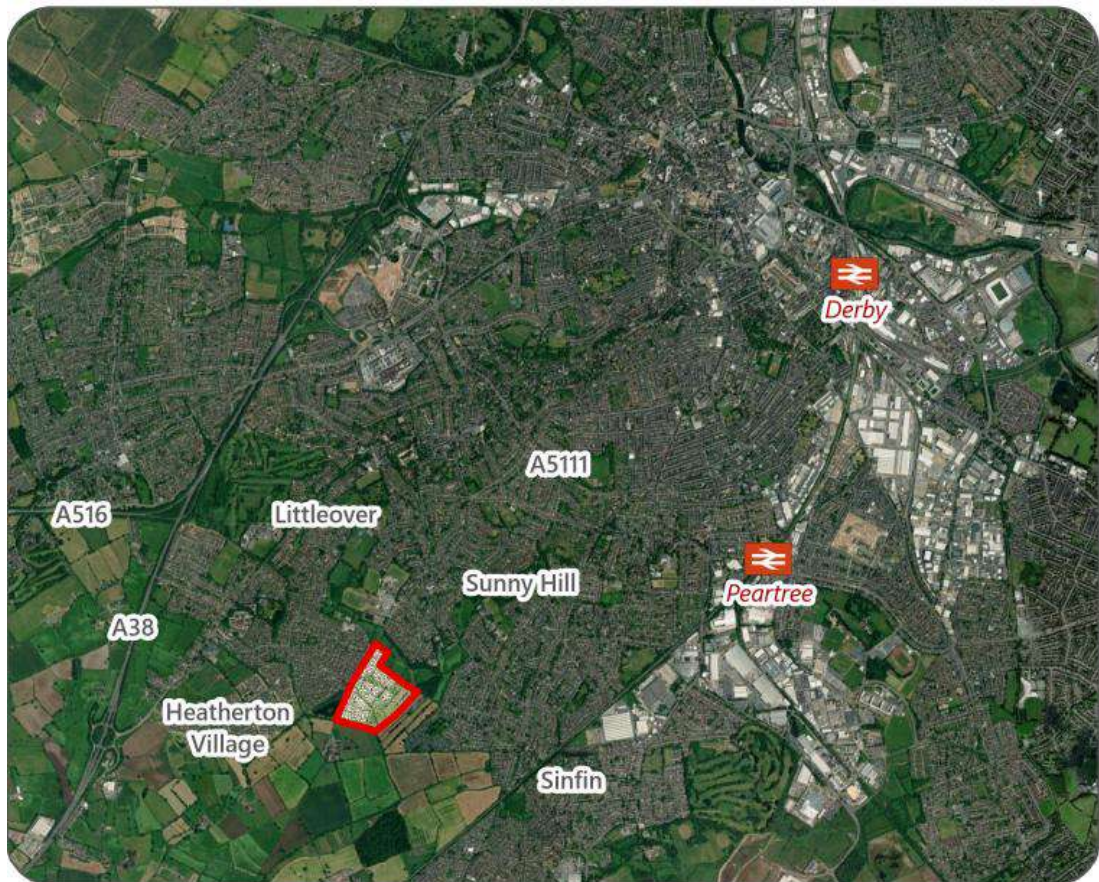 Derby
A5111
A516
Littleover
Sunny Hill
Peartree
A38
Heatherton
Village
Sinfin